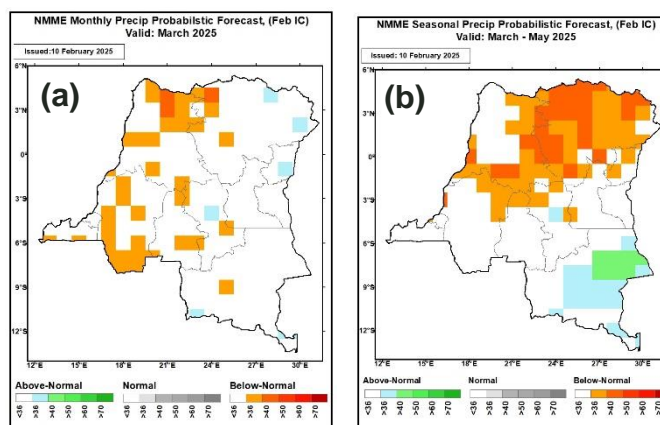 NMME Monthly Precip Probabilistic Forecast, (Feb IC)
Valid: March 2025
Issued:10 February 2025
(a)
6°N
3°N
0°
3°S
6°S
9°S
12°S
12°E 15°E 18°E 21°E 24°E 27°E 30°E
Above-Normal Normal Below-Normal
<36 >36 >40 >50 >60 >70 <36 >36 >40 >50 >60 >70 <36 >36 >40 >50 >60 >70
NMME Seasonal Precip Probabilistic Forecast, (Feb IC)
Valid: March - May 2025
Issued: 10 February 2025
(b)
6°N
3°N
0°
3°S
6°S
9°S
12°S
12°E 15°E 18°E 21°E 24°E 27°E 30°E
Above-Normal Normal Below-Normal
<36 >36 >40 >50 >60 >70 <36 >36 >40 >50 >60 >70 <36 >36 >40 >50 >60 >70